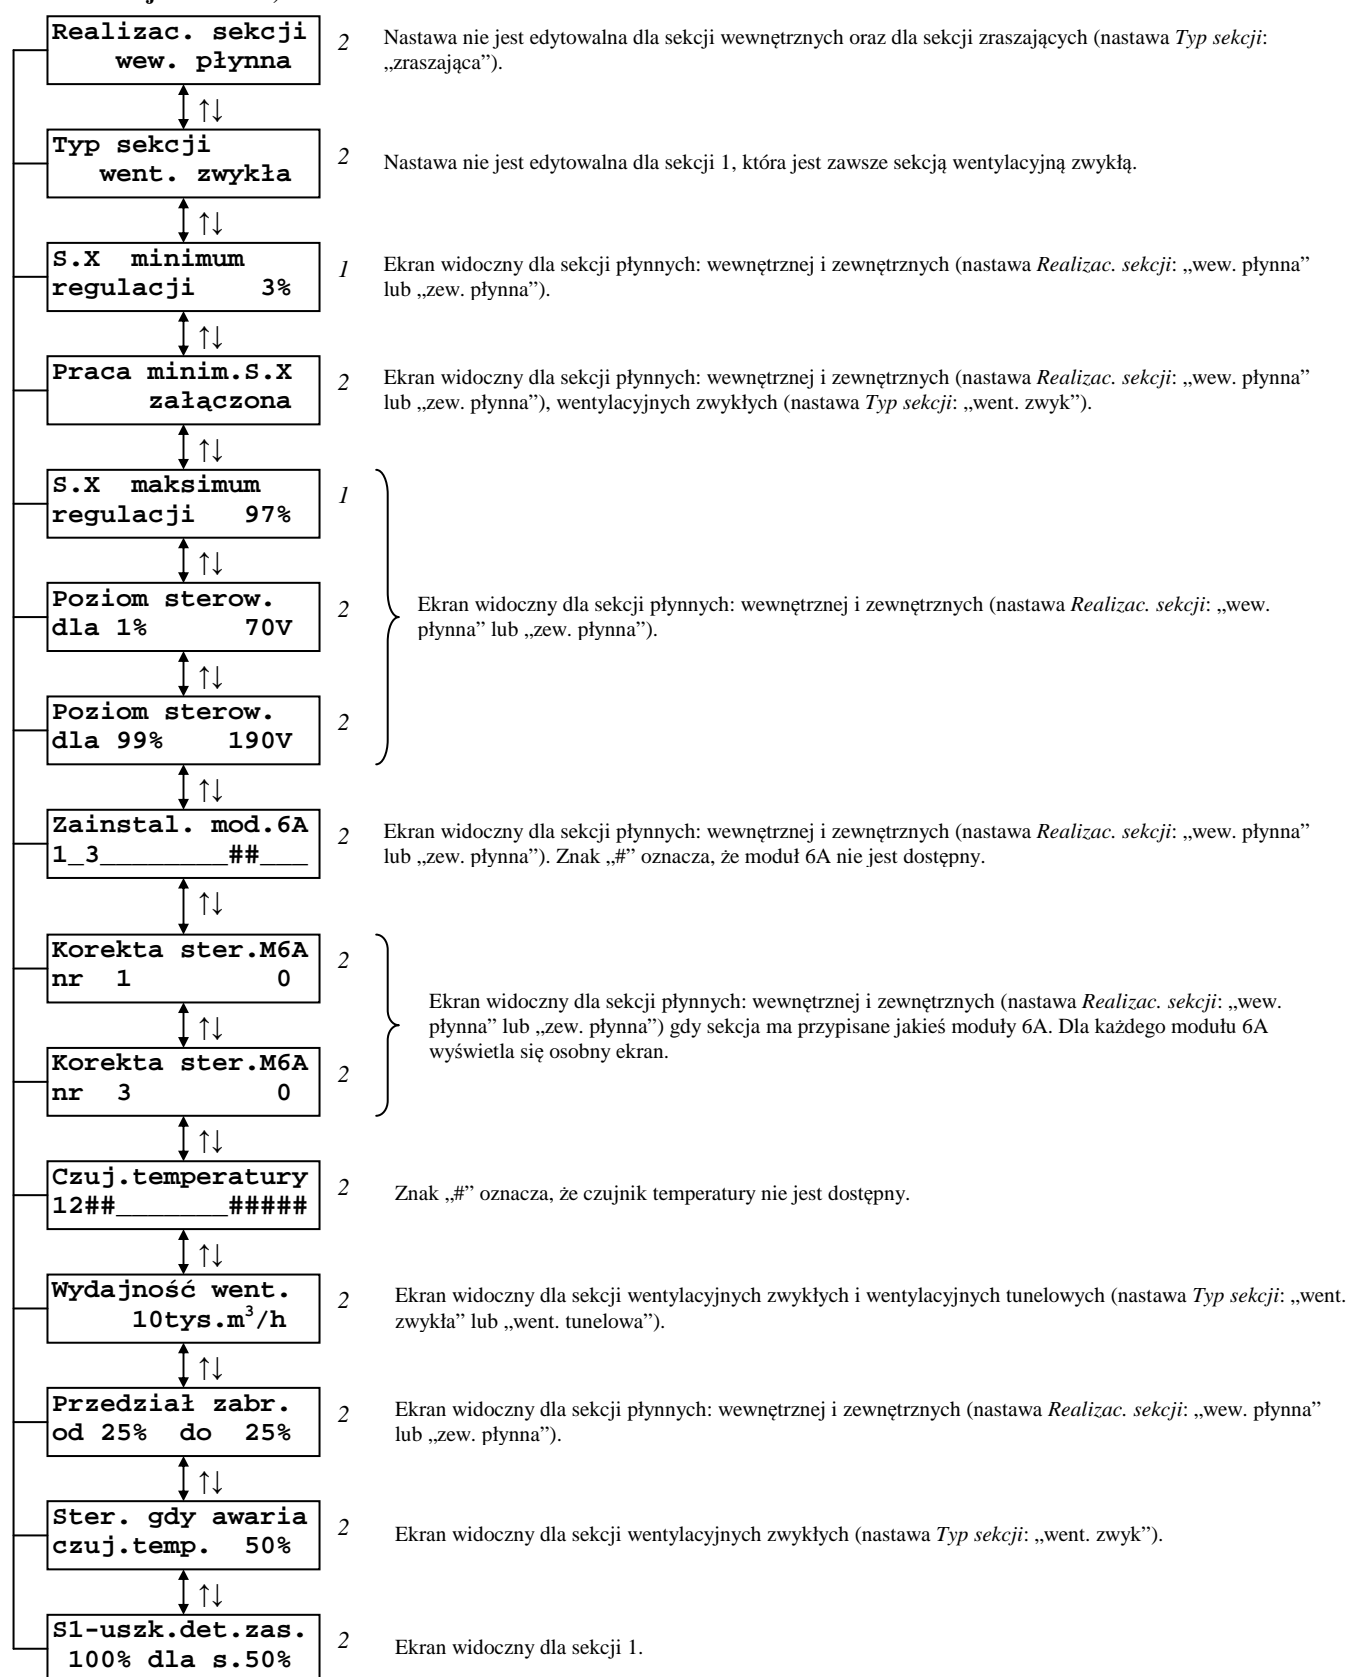 Realizac. sekcji
wew. płynna
2
Nastawa nie jest edytowalna dla sekcji wewnętrznych oraz dla sekcji zraszających (nastawa Typ sekcji:
„zraszająca”).
↑↓
Typ sekcji
went. zwykła
2
Nastawa nie jest edytowalna dla sekcji 1, która jest zawsze sekcją wentylacyjną zwykłą.
↑↓
S.X minimum
regulacji 3%
1
Ekran widoczny dla sekcji płynnych: wewnętrznej i zewnętrznych (nastawa Realizac. sekcji: „wew. płynna”
lub „zew. płynna”).
↑↓
Praca minim.S.X
załączona
2
Ekran widoczny dla sekcji płynnych: wewnętrznej i zewnętrznych (nastawa Realizac. sekcji: „wew. płynna”
lub „zew. płynna”), wentylacyjnych zwykłych (nastawa Typ sekcji: „went. zwyk”).
↑↓
S.X maksimum
regulacji 97%
1
↑↓
Poziom sterow.
dla 1% 70V
2
Ekran widoczny dla sekcji płynnych: wewnętrznej i zewnętrznych (nastawa Realizac. sekcji: „wew.
płynna” lub „zew. płynna”).
↑↓
Poziom sterow.
dla 99% 190V
2
↑↓
Zainstal. mod.6A
1_3________##___
2
Ekran widoczny dla sekcji płynnych: wewnętrznej i zewnętrznych (nastawa Realizac. sekcji: „wew. płynna”
lub „zew. płynna”). Znak „#” oznacza, że moduł 6A nie jest dostępny.
↑↓
Korekta ster.M6A
nr 1 0
2
Ekran widoczny dla sekcji płynnych: wewnętrznej i zewnętrznych (nastawa Realizac. sekcji: „wew.
płynna” lub „zew. płynna”) gdy sekcja ma przypisane jakieś moduły 6A. Dla każdego modułu 6A
wyświetla się osobny ekran.
↑↓
Korekta ster.M6A
nr 3 0
2
↑↓
Czuj.temperatury
12##_______#####
2
Znak „#” oznacza, że czujnik temperatury nie jest dostępny.
↑↓
Wydajność went.
10tys.m³/h
2
Ekran widoczny dla sekcji wentylacyjnych zwykłych i wentylacyjnych tunelowych (nastawa Typ sekcji: „went.
zwykła” lub „went. tunelowa”).
↑↓
Przedział zabr.
od 25% do 25%
2
Ekran widoczny dla sekcji płynnych: wewnętrznej i zewnętrznych (nastawa Realizac. sekcji: „wew. płynna”
lub „zew. płynna”).
↑↓
Ster. gdy awaria
czuj.temp. 50%
2
Ekran widoczny dla sekcji wentylacyjnych zwykłych (nastawa Typ sekcji: „went. zwyk”).
↑↓
S1-uszk.det.zas.
100% dla s.50%
2
Ekran widoczny dla sekcji 1.